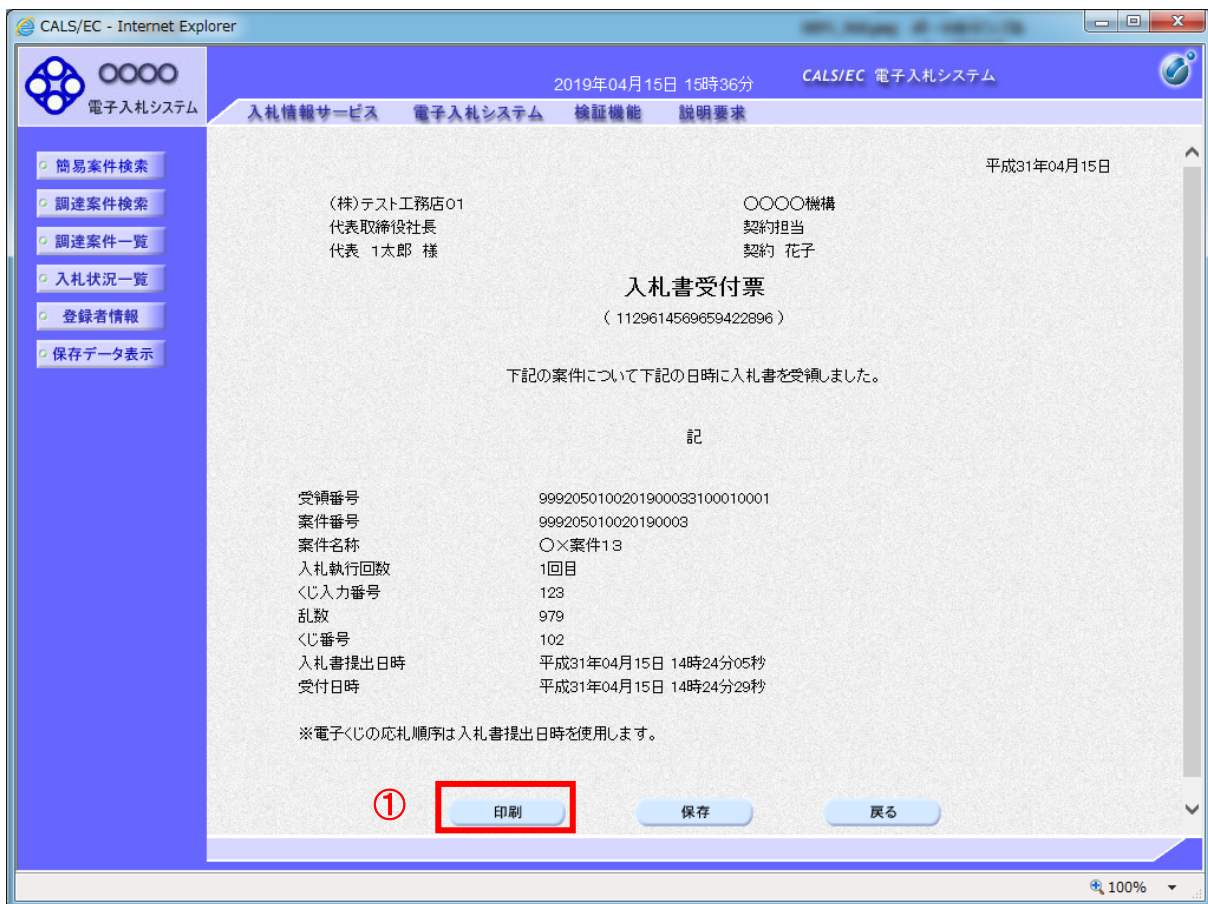 CALS/EC - Internet Explorer
〇〇〇〇
電子入札システム
2019年04月15日 15時36分
CALS/EC 電子入札システム
入札情報サービス 電子入札システム 検証機能 説明要求
簡易案件検索
調達案件検索
調達案件一覧
入札状況一覧
登録者情報
保存データ表示
平成31年04月15日
(株)テスト工務店01 〇〇〇〇機構
代表取締役社長 契約担当
代表 1太郎 様 契約 花子
入札書受付票
( 1129614569659422896 )
下記の案件について下記の日時に入札書を受領しました。
記
受領番号 99920501002019000033100010001
案件番号 999205010020190003
案件名称 〇×案件13
入札執行回数 1回目
くじ入力番号 123
乱数 979
くじ番号 102
入札書提出日時 平成31年04月15日 14時24分05秒
受付日時 平成31年04月15日 14時24分29秒
※電子くじの応札順序は入札書提出日時を使用します。
① 印刷 保存 戻る
100%